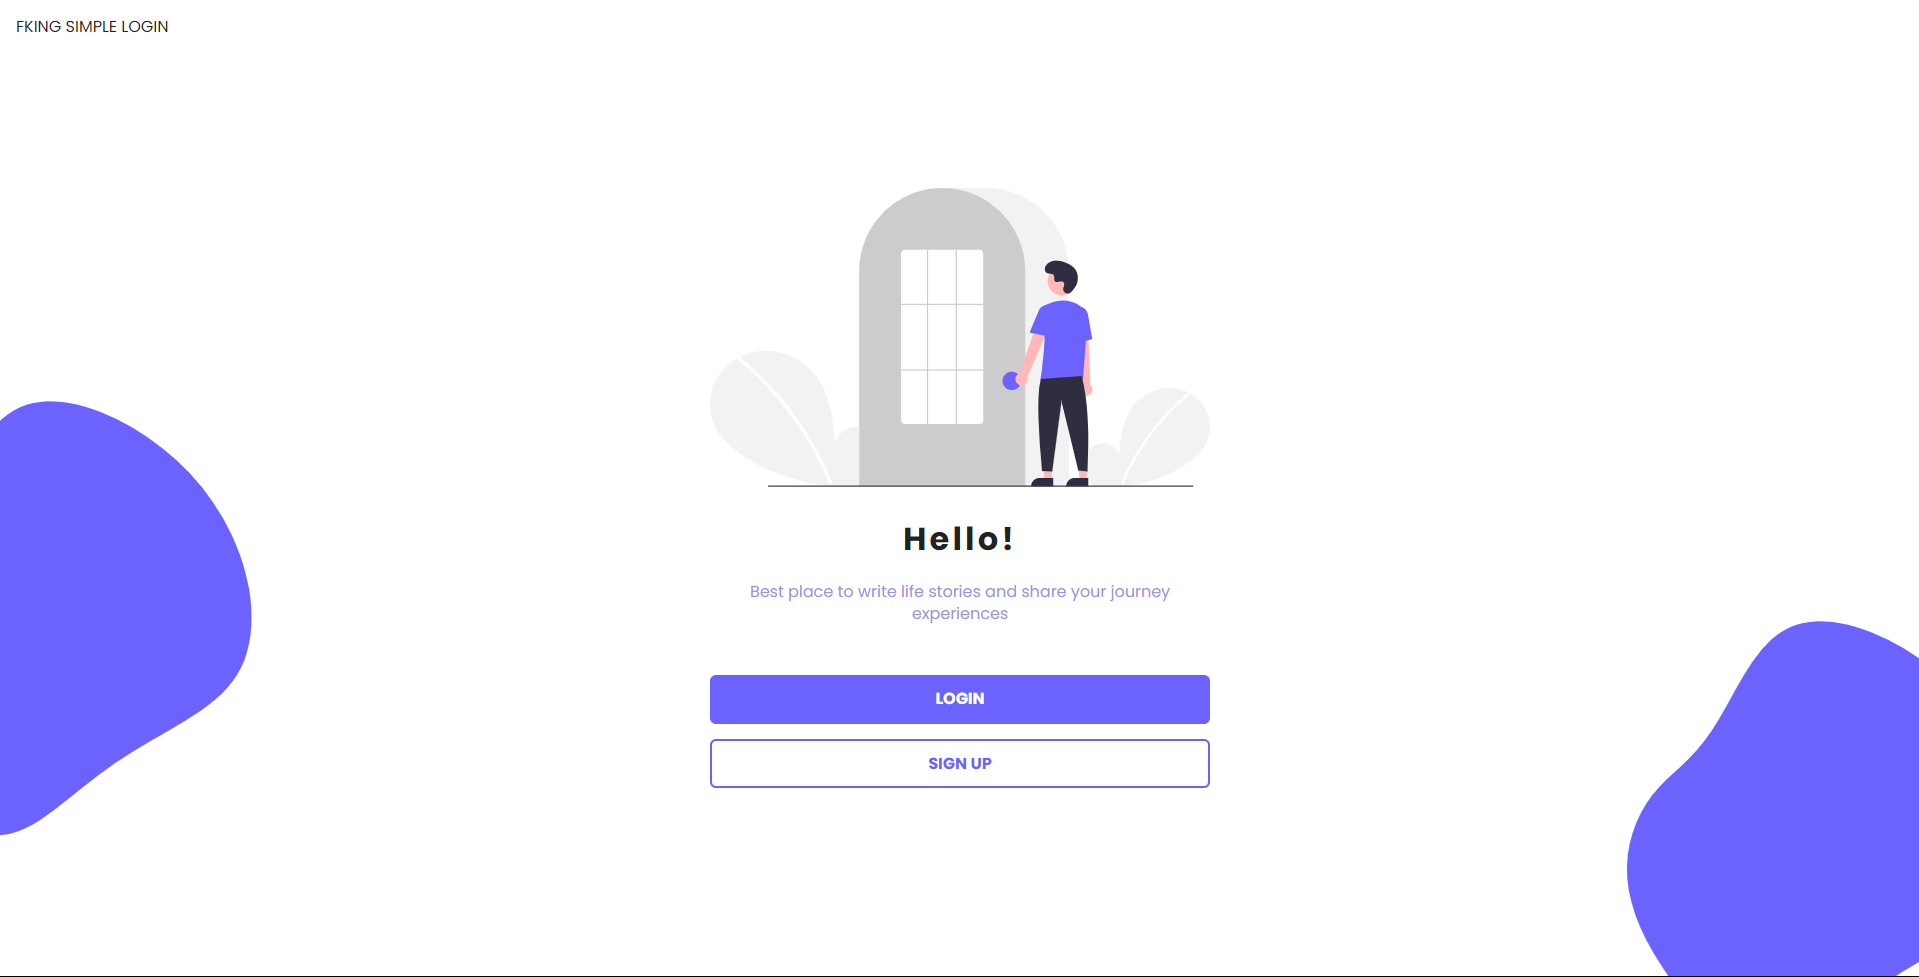 FKING SIMPLE LOGIN
Hello!
Best place to write life stories and share your journey
experiences
LOGIN
SIGN UP